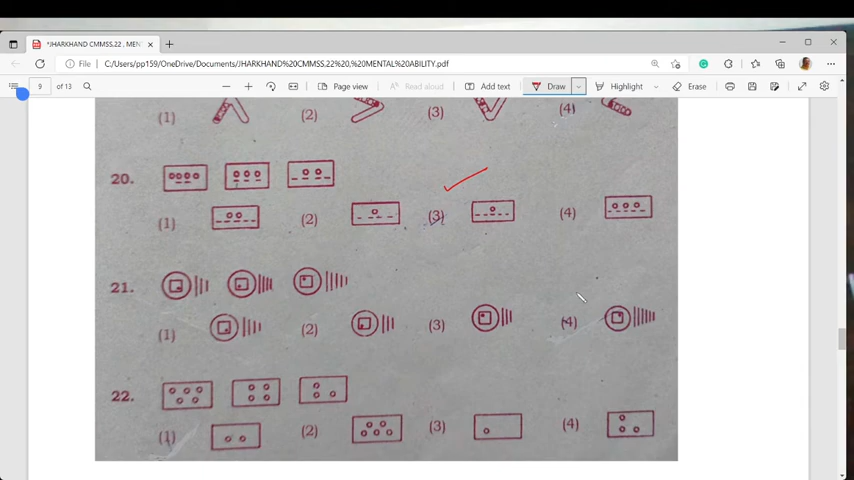 *JHARKHAND CMMSS,22 , MEN
File C:/Users/pp159/OneDrive/Documents/JHARKHAND%20CMMSS,22%20,%20MENTAL%20ABILITY.pdf
9 of 13 Page view Read aloud Add text Draw Highlight Erase
(1) (2) (3) (4)
20.
(1) (2) (3) (4)
21.
(1) (2) (3) (4)
22.
(1) (2) (3) (4)